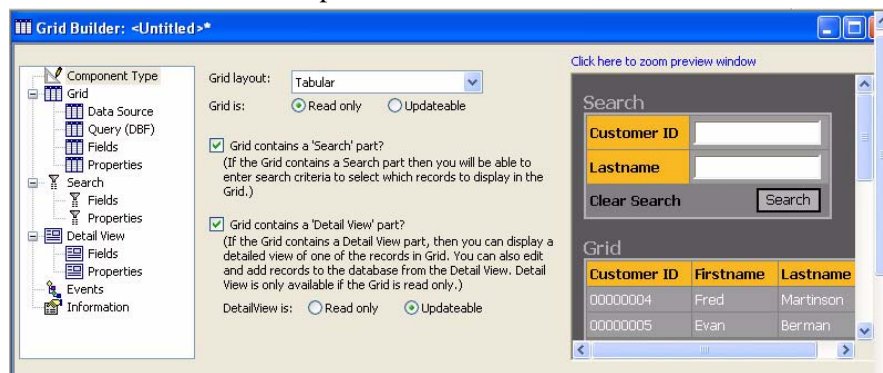 Grid Builder: <Untitled>*
Component Type
Grid
Data Source
Query (DBF)
Fields
Properties
Search
Fields
Properties
Detail View
Fields
Properties
Events
Information
Grid layout: Tabular
Grid is: Read only Updateable
Grid contains a 'Search' part?
(If the Grid contains a Search part then you will be able to
enter search criteria to select which records to display in the
Grid.)
Grid contains a 'Detail View' part?
(If the Grid contains a Detail View part, then you can display a
detailed view of one of the records in Grid. You can also edit
and add records to the database from the Detail View. Detail
View is only available if the Grid is read only.)
DetailView is: Read only Updateable
Click here to zoom preview window
Search
Customer ID
Lastname
Clear Search Search
Grid
Customer ID Firstname Lastname
00000004 Fred Martinson
00000005 Evan Berman